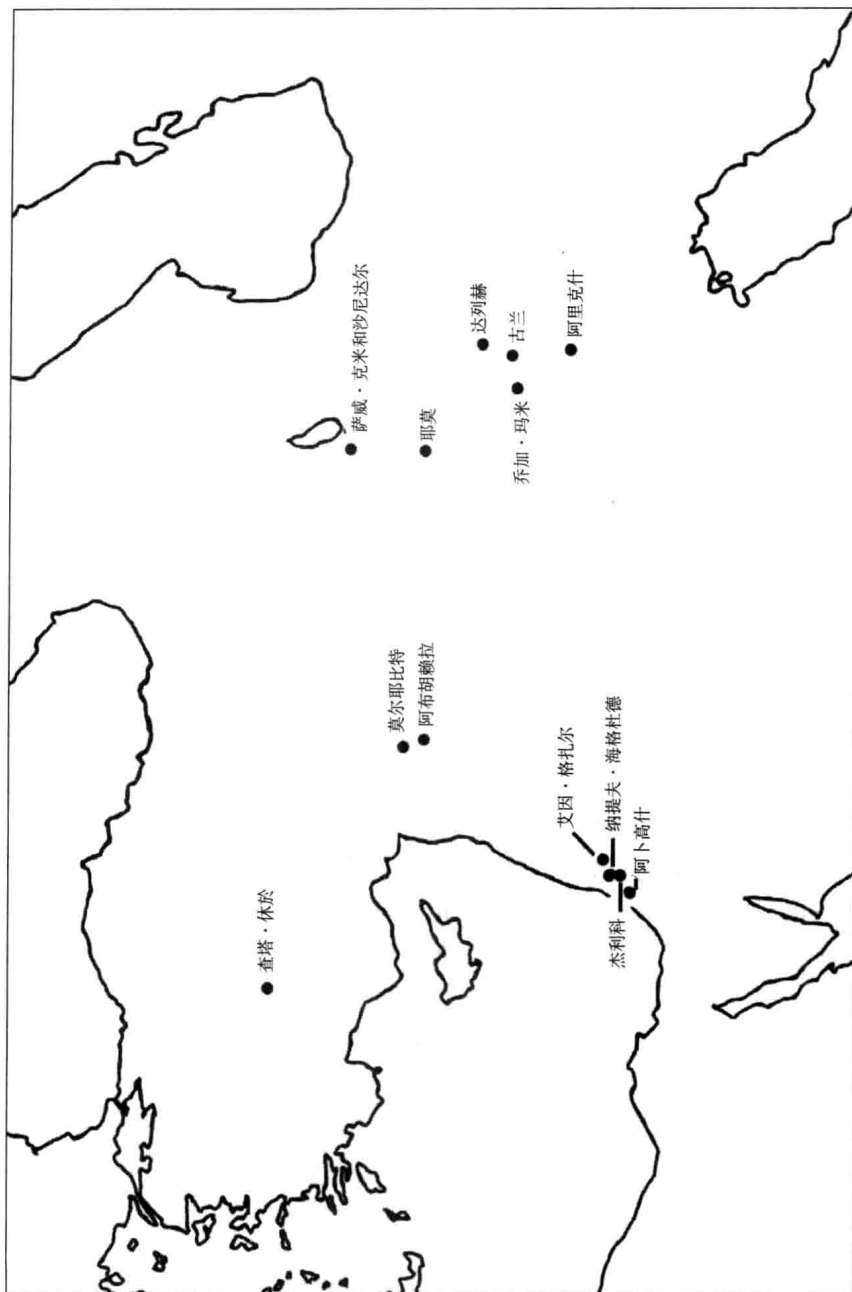 萨威·克米和沙尼达尔
耶莫
达列赫
古兰
乔加·玛米
阿里克什
莫尔耶比特
阿布胡赖拉
艾因·格扎尔
纳提夫·海格杜德
杰利科
阿卜高什
查塔·休於